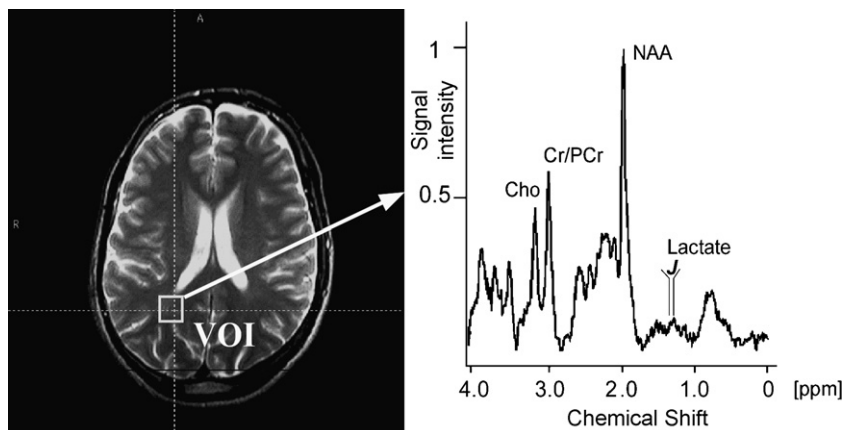 A
R
VOI
1
0.5
Signal
intensity
NAA
Cr/PCr
Cho
Lactate
J
4.0 3.0 2.0 1.0 0 [ppm]
Chemical Shift